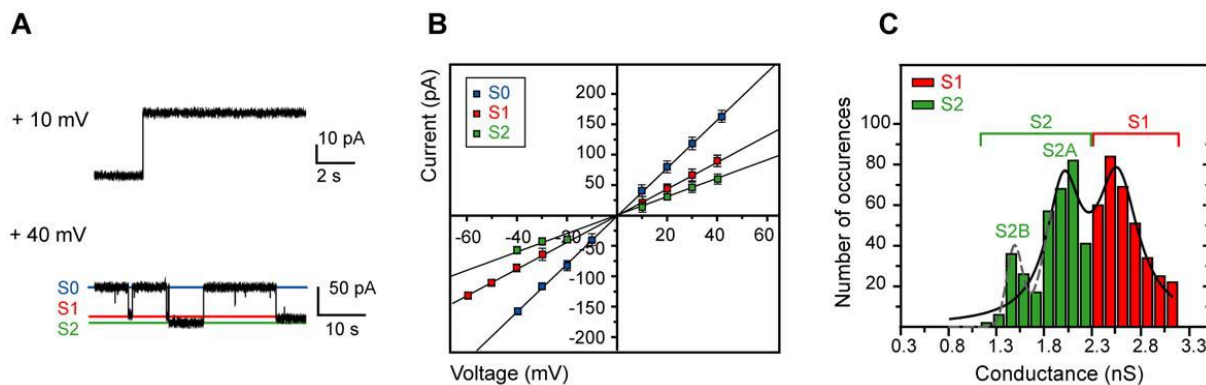 A
+ 10 mV
10 pA
2 s
+ 40 mV
S0
S1
S2
50 pA
10 s
B
Current (pA)
S0
S1
S2
200
150
100
50
-60
-40
-20
20
40
60
-50
-100
-150
-200
Voltage (mV)
C
S1
S2
Number of occurences
100
80
60
40
20
S2
S1
S2A
S2B
0.3
0.8
1.3
1.8
2.3
2.8
3.3
Conductance (nS)